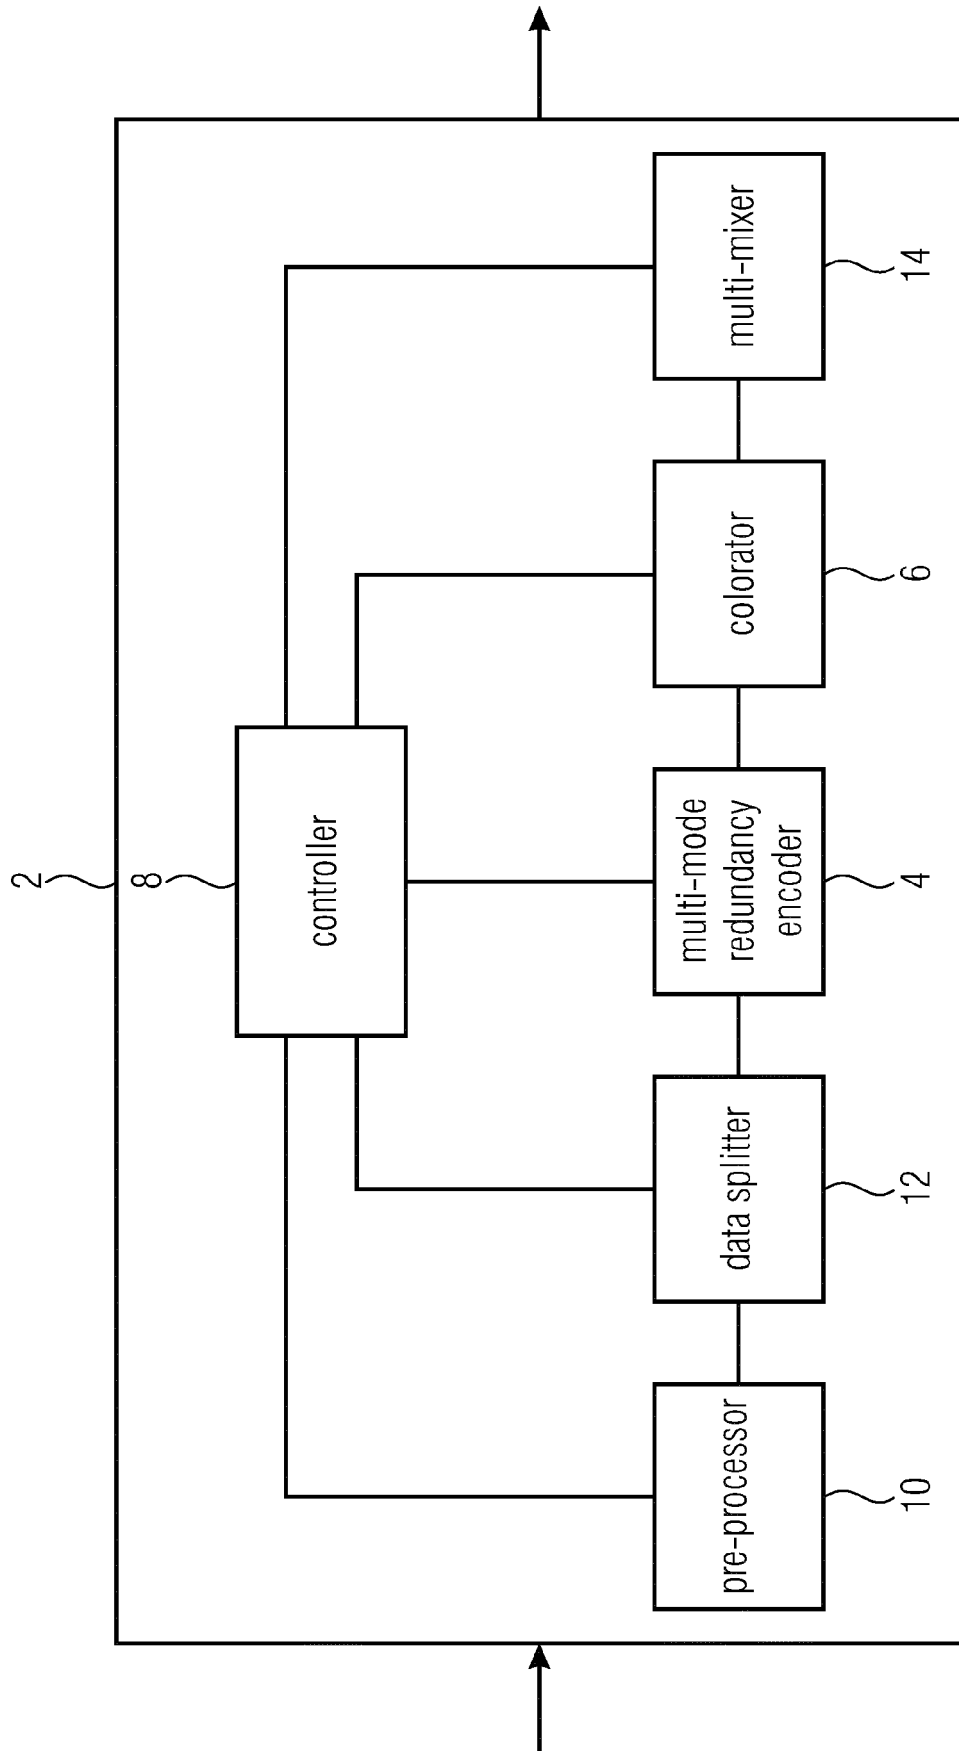 2
8
controller
pre-processor
data splitter
multi-mode
redundancy
encoder
colorator
multi-mixer
10
12
4
6
14